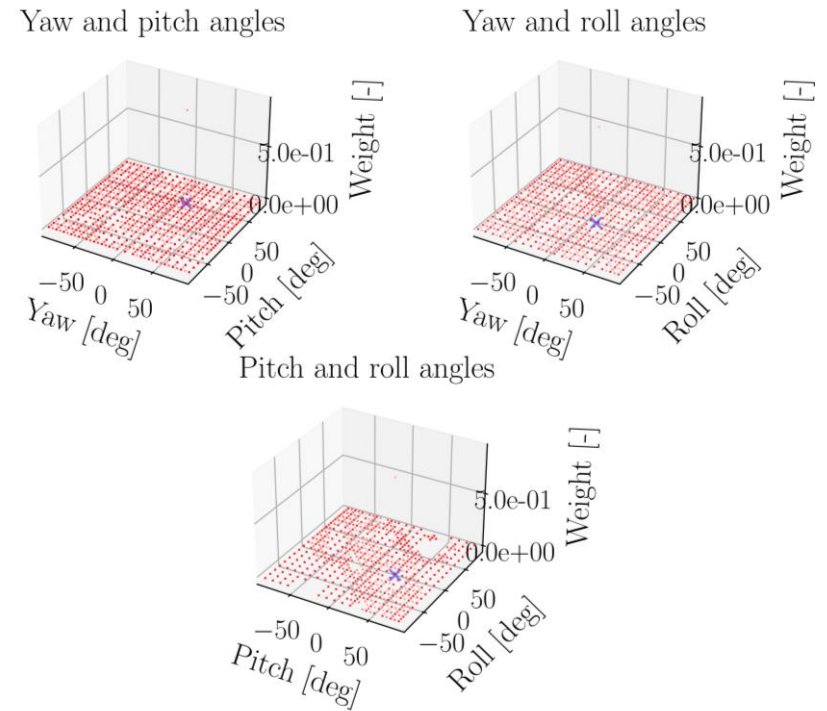 Yaw and pitch angles
Weight [-]
5.0e-01
0.0e+00
50
0
−50
Pitch [deg]
−50
0
50
Yaw [deg]
Yaw and roll angles
Weight [-]
5.0e-01
0.0e+00
50
0
−50
Roll [deg]
−50
0
50
Yaw [deg]
Pitch and roll angles
Weight [-]
5.0e-01
0.0e+00
50
0
−50
Roll [deg]
−50
0
50
Pitch [deg]